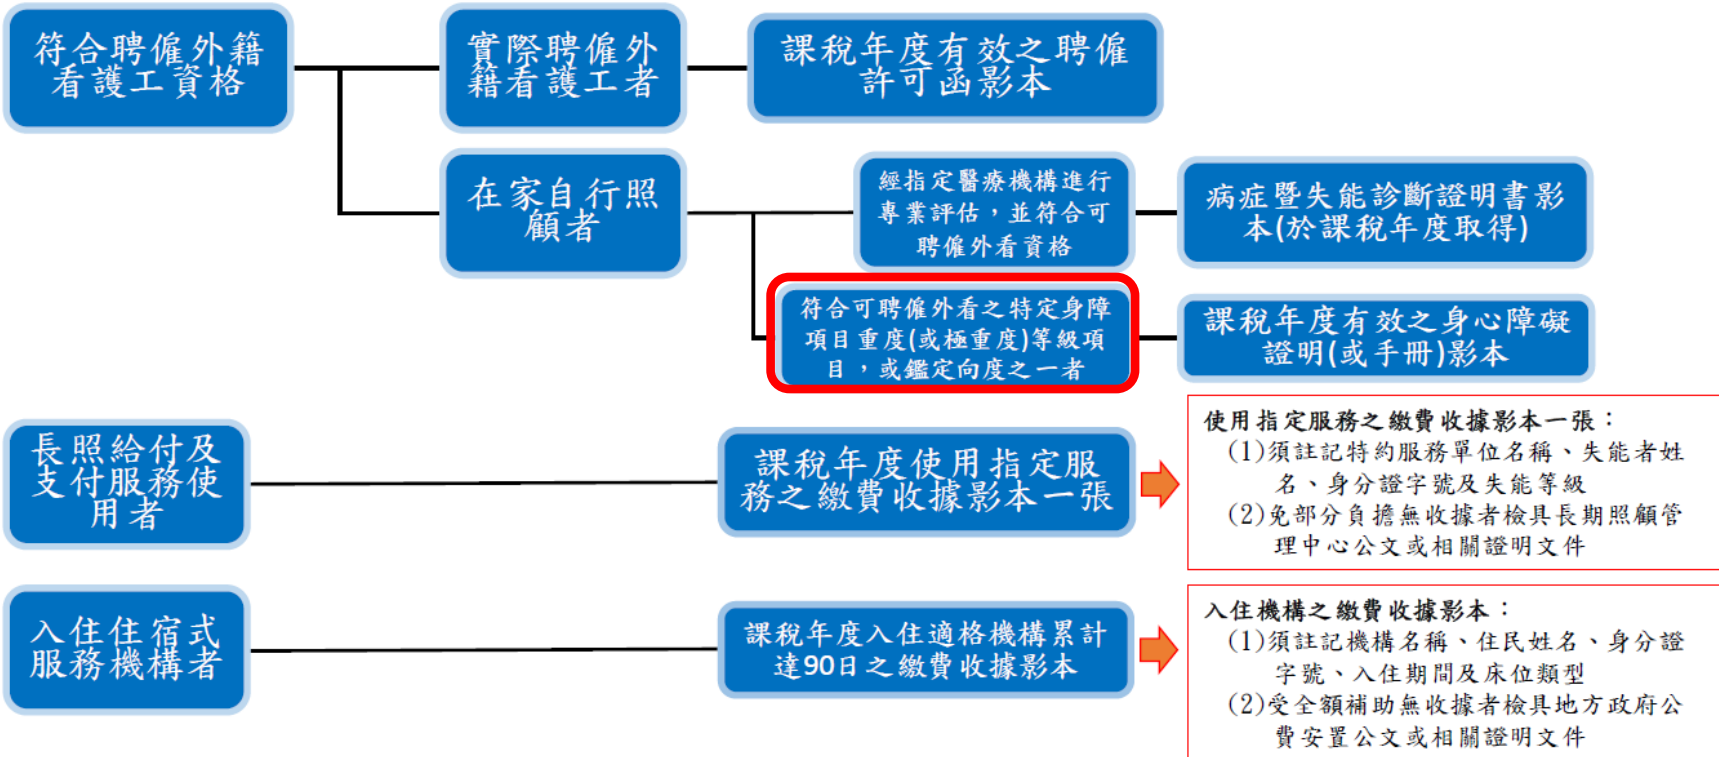 符合聘僱外籍
看護工資格
實際聘僱外
籍看護工者
課稅年度有效之聘僱
許可函影本
在家自行照
顧者
經指定醫療機構進行
專業評估，並符合可
聘僱外看資格
病症暨失能診斷證明書影
本(於課稅年度取得)
符合可聘僱外看之特定身障
項目重度(或極重度)等級項
目，或鑑定向度之一者
課稅年度有效之身心障礙
證明(或手冊)影本
長照給付及
支付服務使
用者
課稅年度使用指定服
務之繳費收據影本一張
使用指定服務之繳費收據影本一張：
(1)須註記特約服務單位名稱、失能者姓
名、身分證字號及失能等級
(2)免部分負擔無收據者檢具長期照顧管
理中心公文或相關證明文件
入住住宿式
服務機構者
課稅年度入住適格機構累計
達90日之繳費收據影本
入住機構之繳費收據影本：
(1)須註記機構名稱、住民姓名、身分證
字號、入住期間及床位類型
(2)受全額補助無收據者檢具地方政府公
費安置公文或相關證明文件